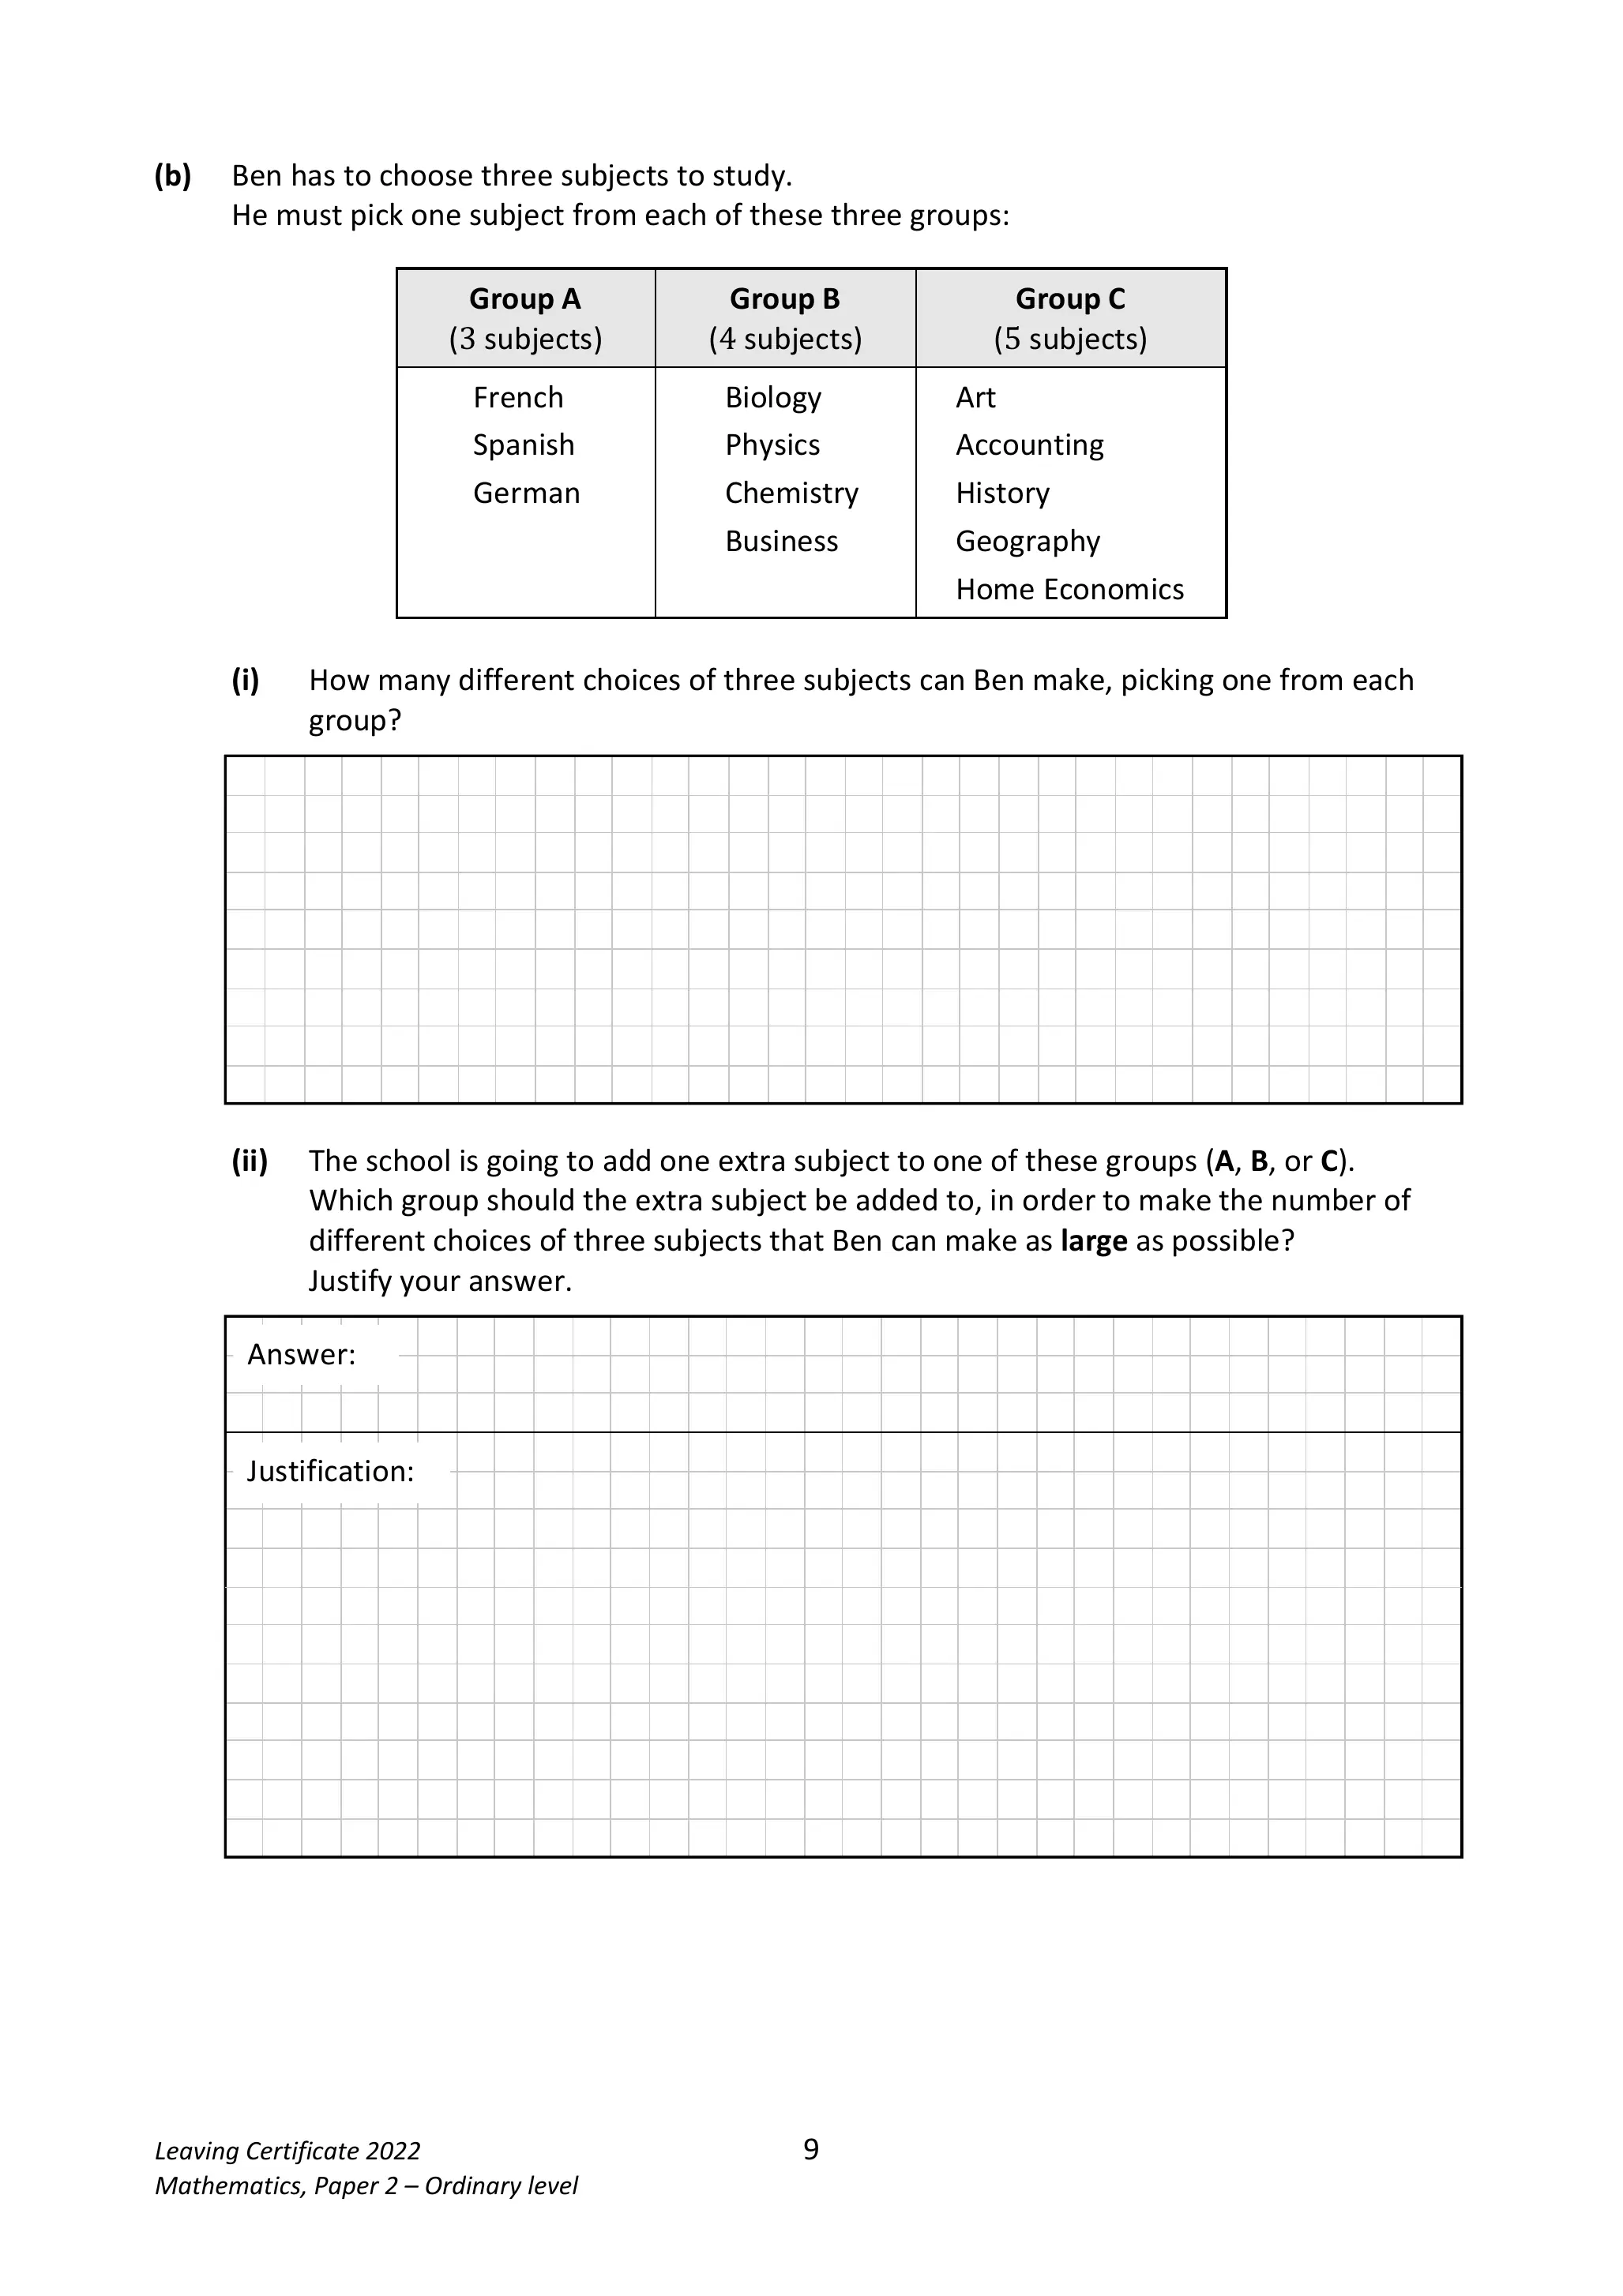 (b) Ben has to choose three subjects to study.
He must pick one subject from each of these three groups:
Group A
(3 subjects)
Group B
(4 subjects)
Group C
(5 subjects)
French
Spanish
German
Biology
Physics
Chemistry
Business
Art
Accounting
History
Geography
Home Economics
(i) How many different choices of three subjects can Ben make, picking one from each
group?
(ii) The school is going to add one extra subject to one of these groups (A, B, or C).
Which group should the extra subject be added to, in order to make the number of
different choices of three subjects that Ben can make as large as possible?
Justify your answer.
Answer:
Justification:
Leaving Certificate 2022
9
Mathematics, Paper 2 – Ordinary level